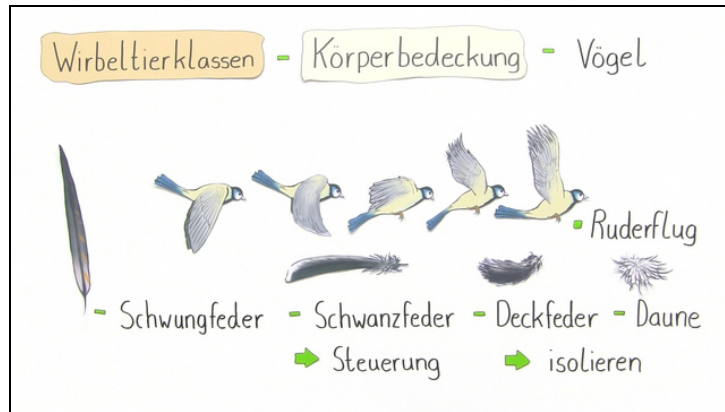 Wirbeltierklassen - Körperbedeckung - Vögel
Ruderflug
- Schwungfeder - Schwanzfeder - Deckfeder - Daune
Steuerung isolieren